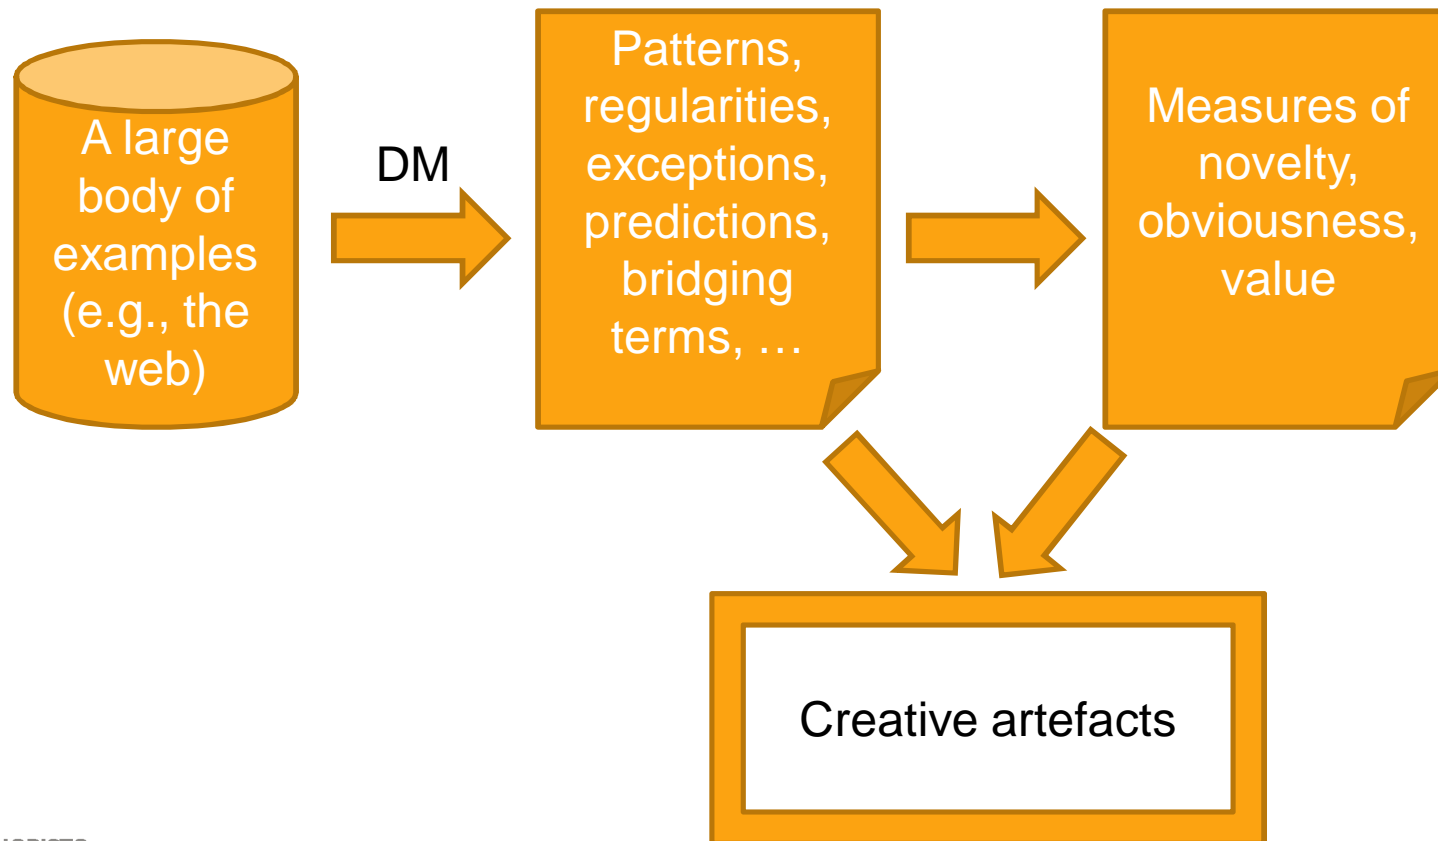 A large
body of
examples
(e.g., the
web)
DM
Patterns,
regularities,
exceptions,
predictions,
bridging
terms, …
Measures of
novelty,
obviousness,
value
Creative artefacts